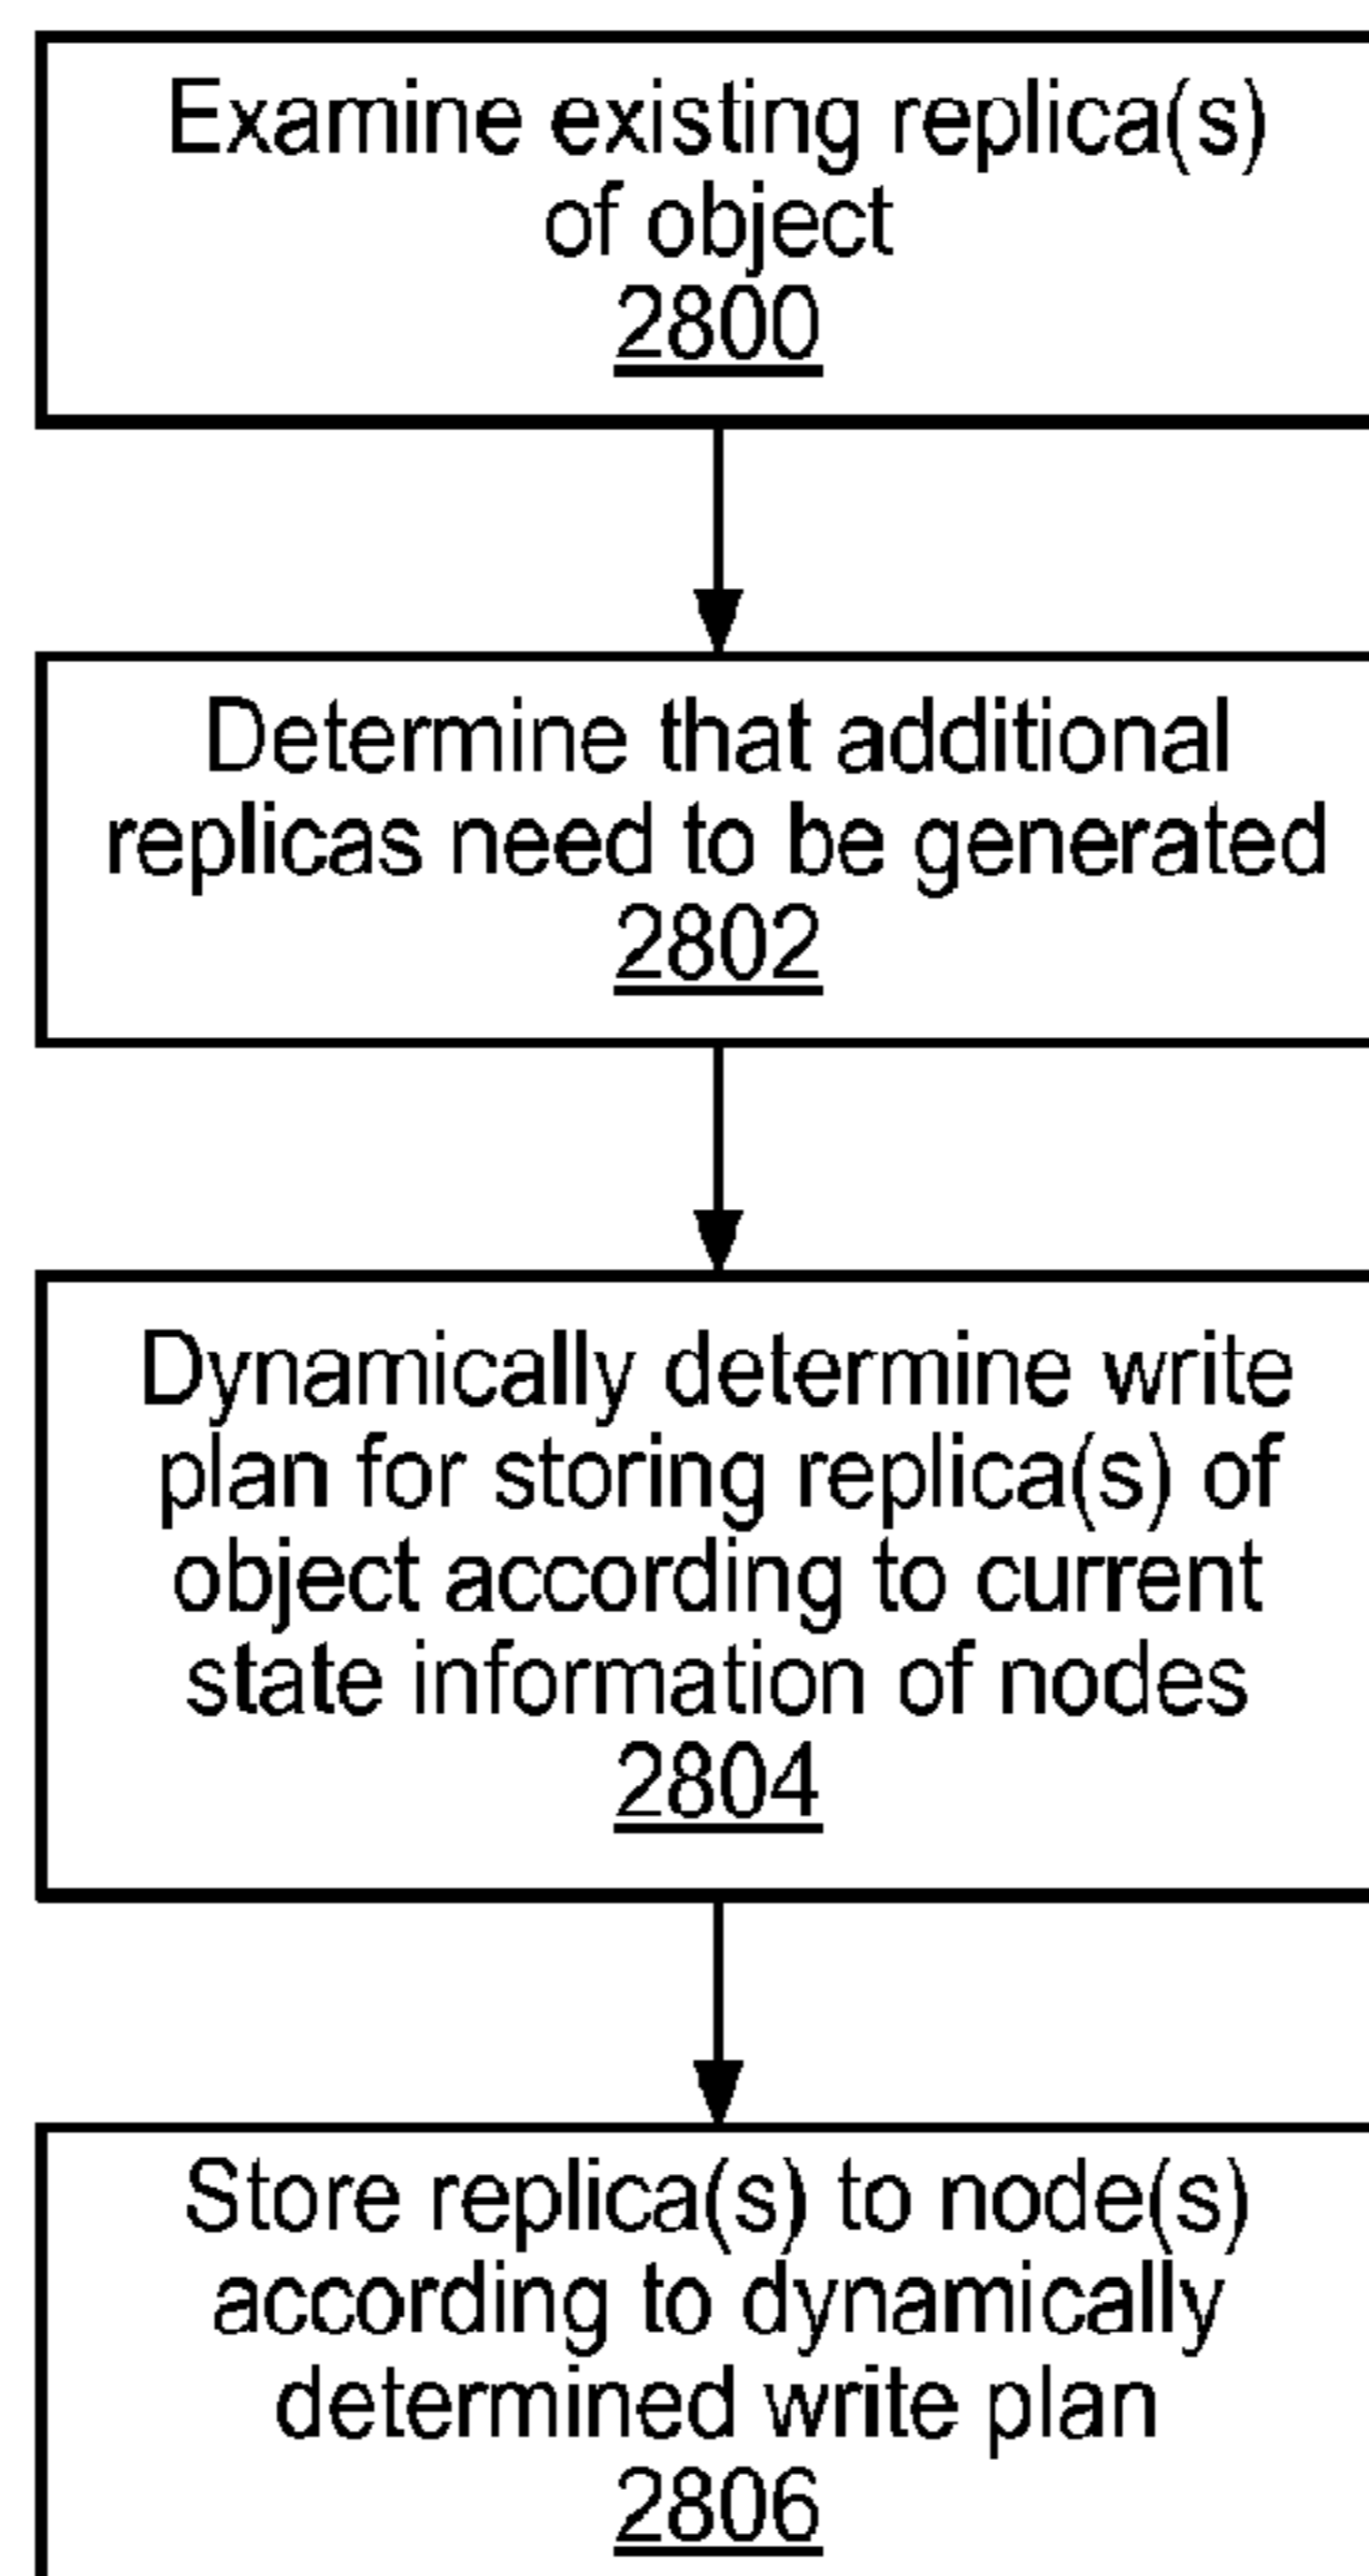 Examine existing replica(s)
of object
2800
Determine that additional
replicas need to be generated
2802
Dynamically determine write
plan for storing replica(s) of
object according to current
state information of nodes
2804
Store replica(s) to node(s)
according to dynamically
determined write plan
2806